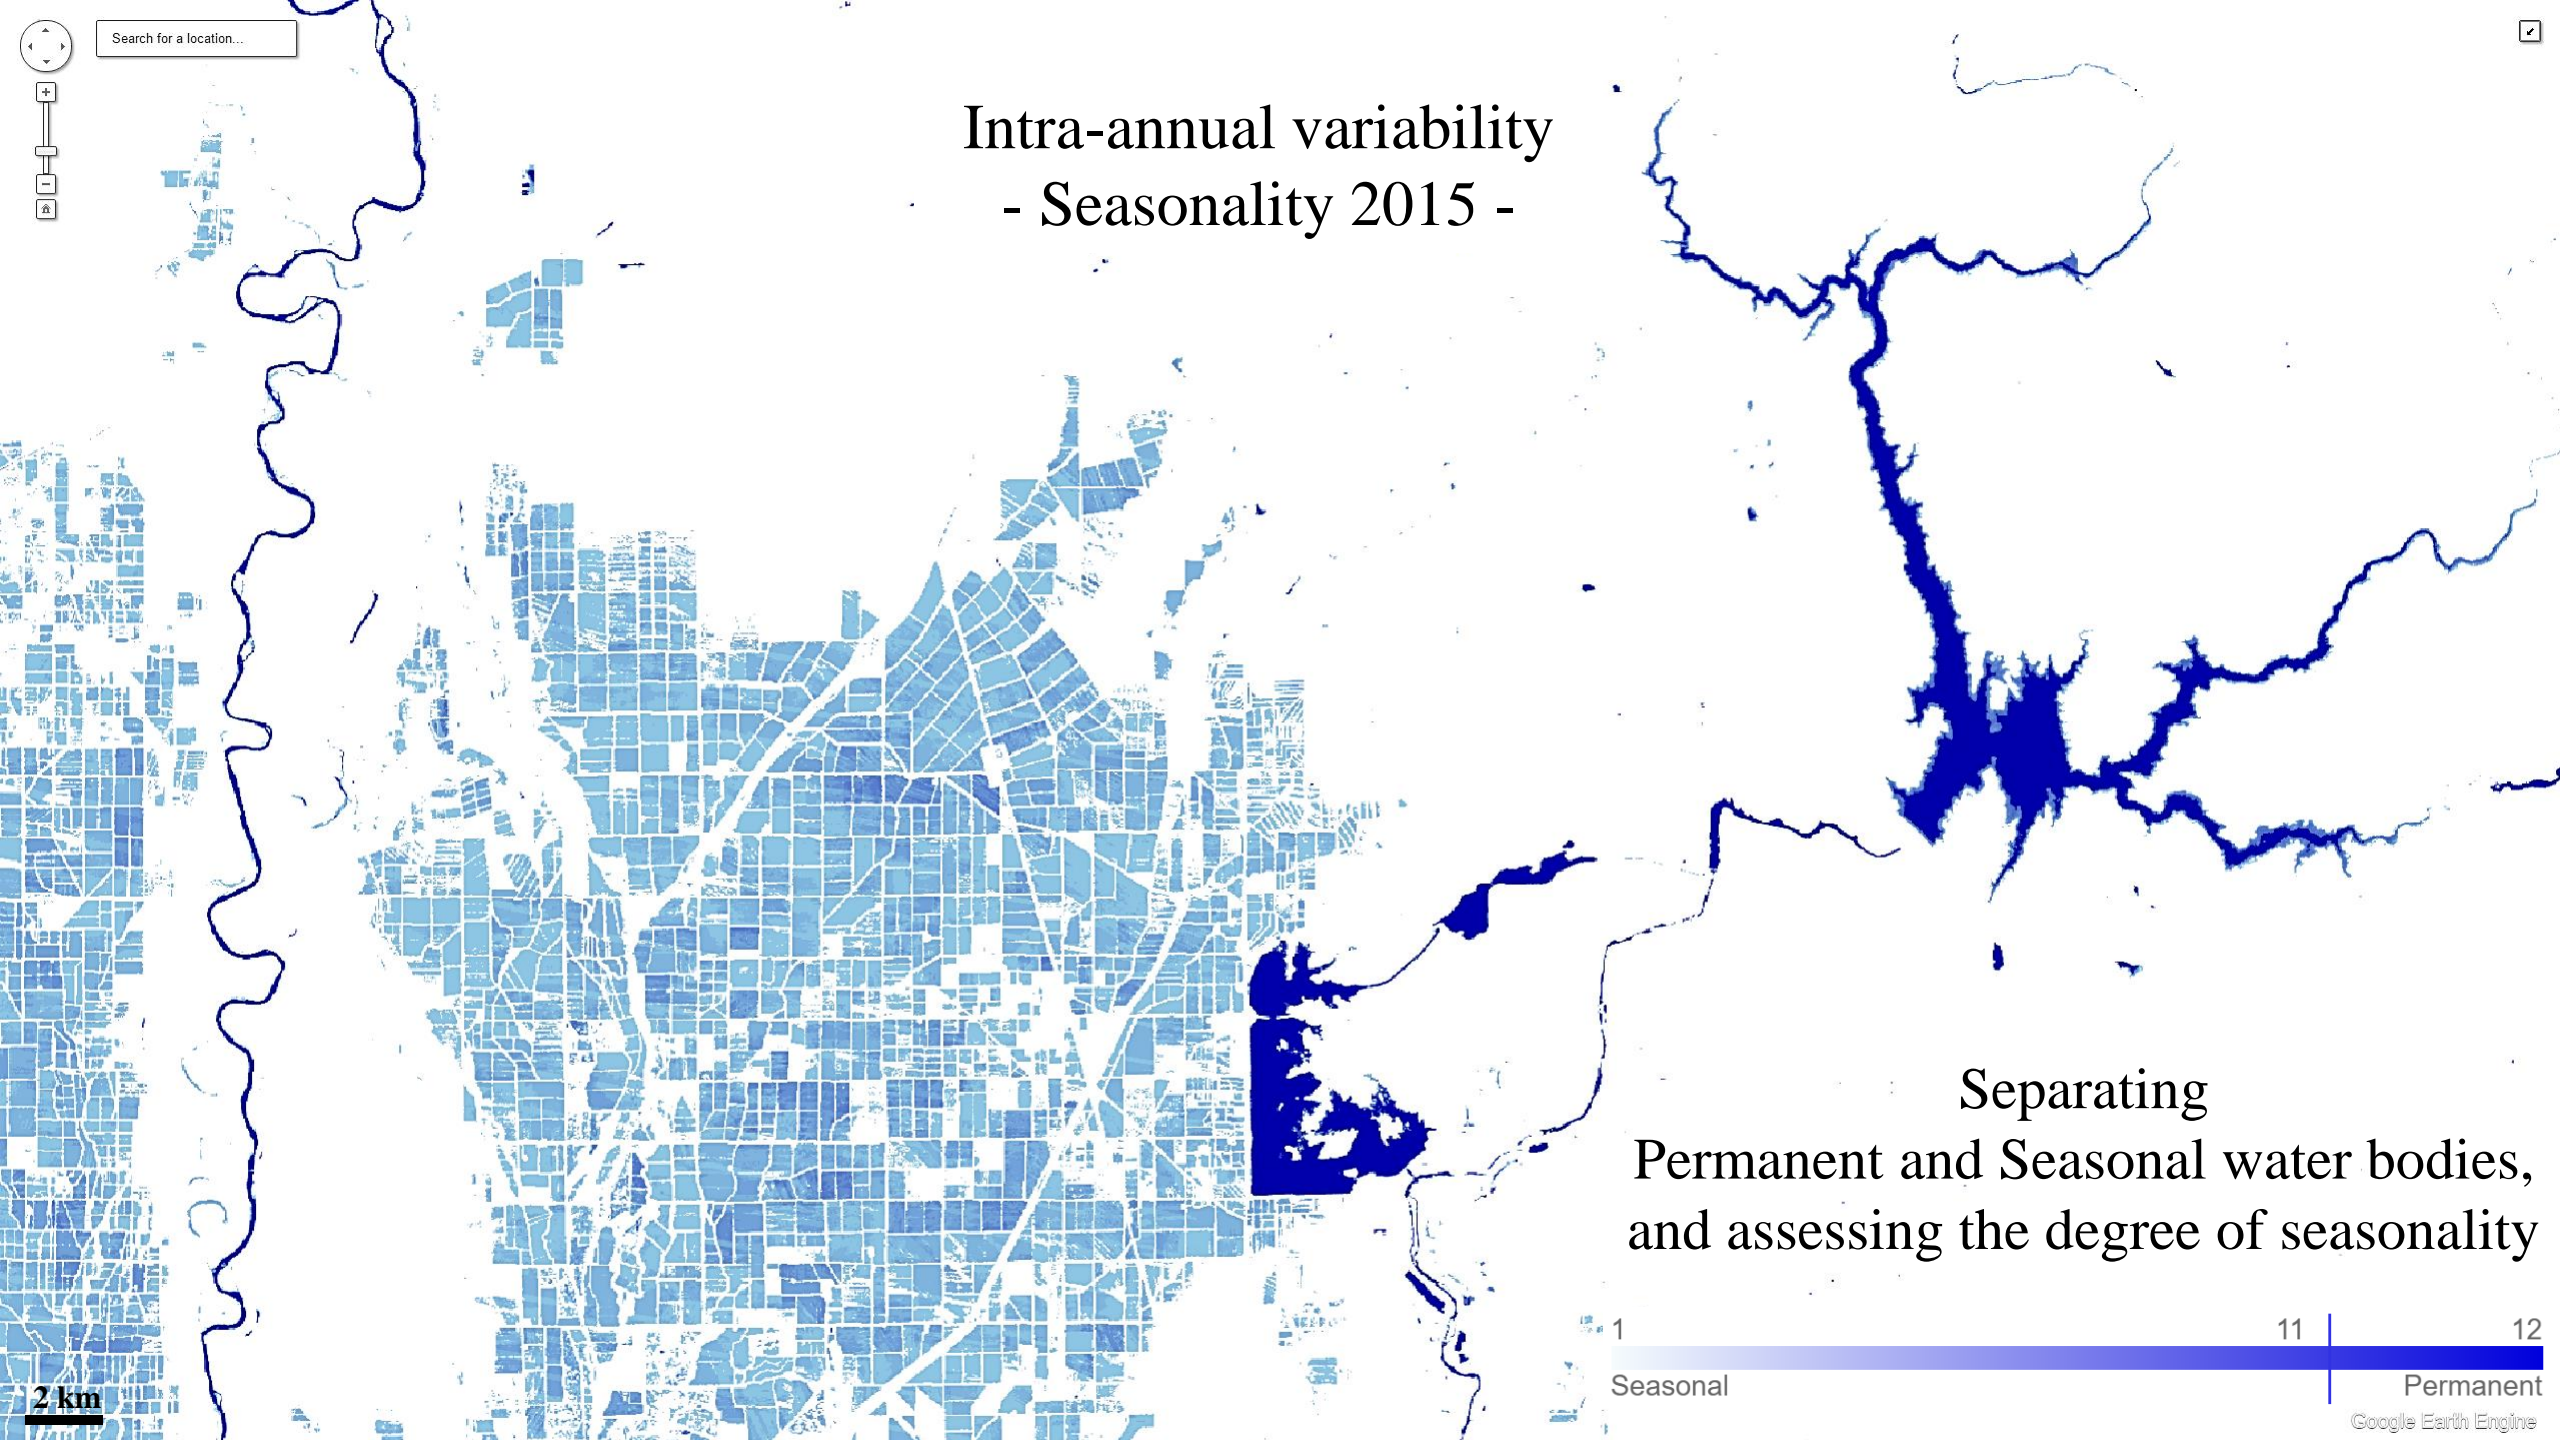 Search for a location...
Intra-annual variability
- Seasonality 2015 -
Separating
Permanent and Seasonal water bodies,
and assessing the degree of seasonality
1 11 12
Seasonal Permanent
2 km
Google Earth Engine